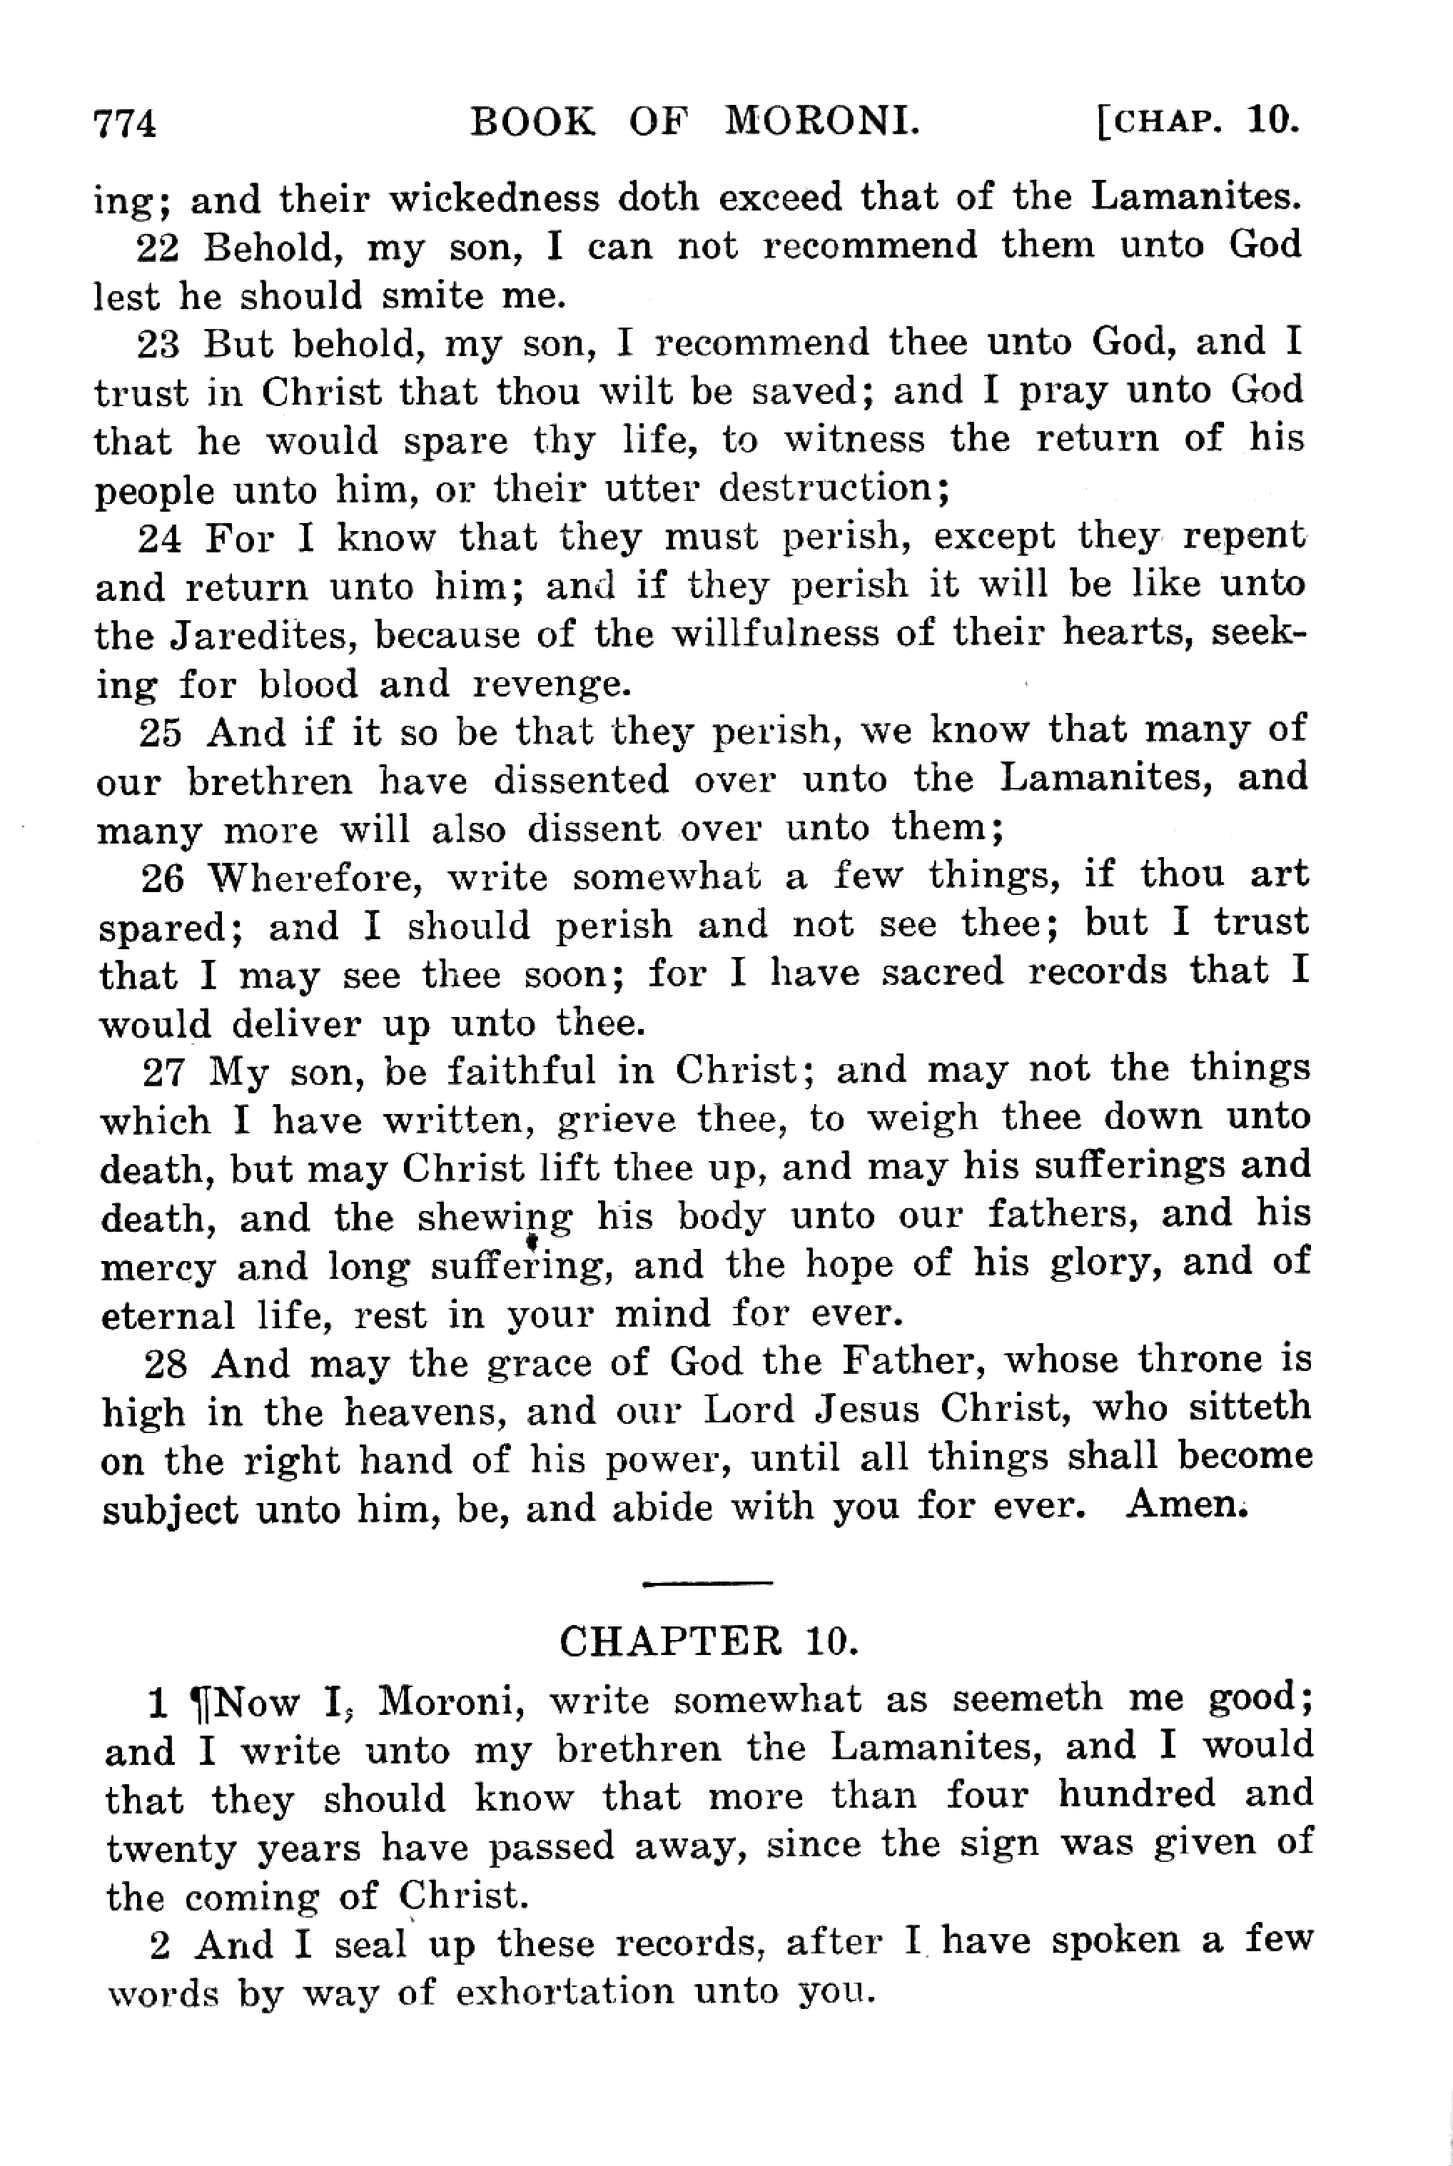 774 BOOK OF MORONI. [CHAP. 10.
ing; and their wickedness doth exceed that of the Lamanites.
22 Behold, my son, I can not recommend them unto God
lest he should smite me.
23 But behold, my son, I recommend thee unto God, and I
trust in Christ that thou wilt be saved; and I pray unto God
that he would spare thy life, to witness the return of his
people unto him, or their utter destruction;
24 For I know that they must perish, except they repent
and return unto him; and if they perish it will be like unto
the Jaredites, because of the willfulness of their hearts, seek-
ing for blood and revenge.
25 And if it so be that they perish, we know that many of
our brethren have dissented over unto the Lamanites, and
many more will also dissent over unto them;
26 Wherefore, write somewhat a few things, if thou art
spared; and I should perish and not see thee; but I trust
that I may see thee soon; for I have sacred records that I
would deliver up unto thee.
27 My son, be faithful in Christ; and may not the things
which I have written, grieve thee, to weigh thee down unto
death, but may Christ lift thee up, and may his sufferings and
death, and the shewing his body unto our fathers, and his
mercy and long suffering, and the hope of his glory, and of
eternal life, rest in your mind for ever.
28 And may the grace of God the Father, whose throne is
high in the heavens, and our Lord Jesus Christ, who sitteth
on the right hand of his power, until all things shall become
subject unto him, be, and abide with you for ever. Amen.
CHAPTER 10.
1 ¶Now I, Moroni, write somewhat as seemeth me good;
and I write unto my brethren the Lamanites, and I would
that they should know that more than four hundred and
twenty years have passed away, since the sign was given of
the coming of Christ.
2 And I seal up these records, after I have spoken a few
words by way of exhortation unto you.